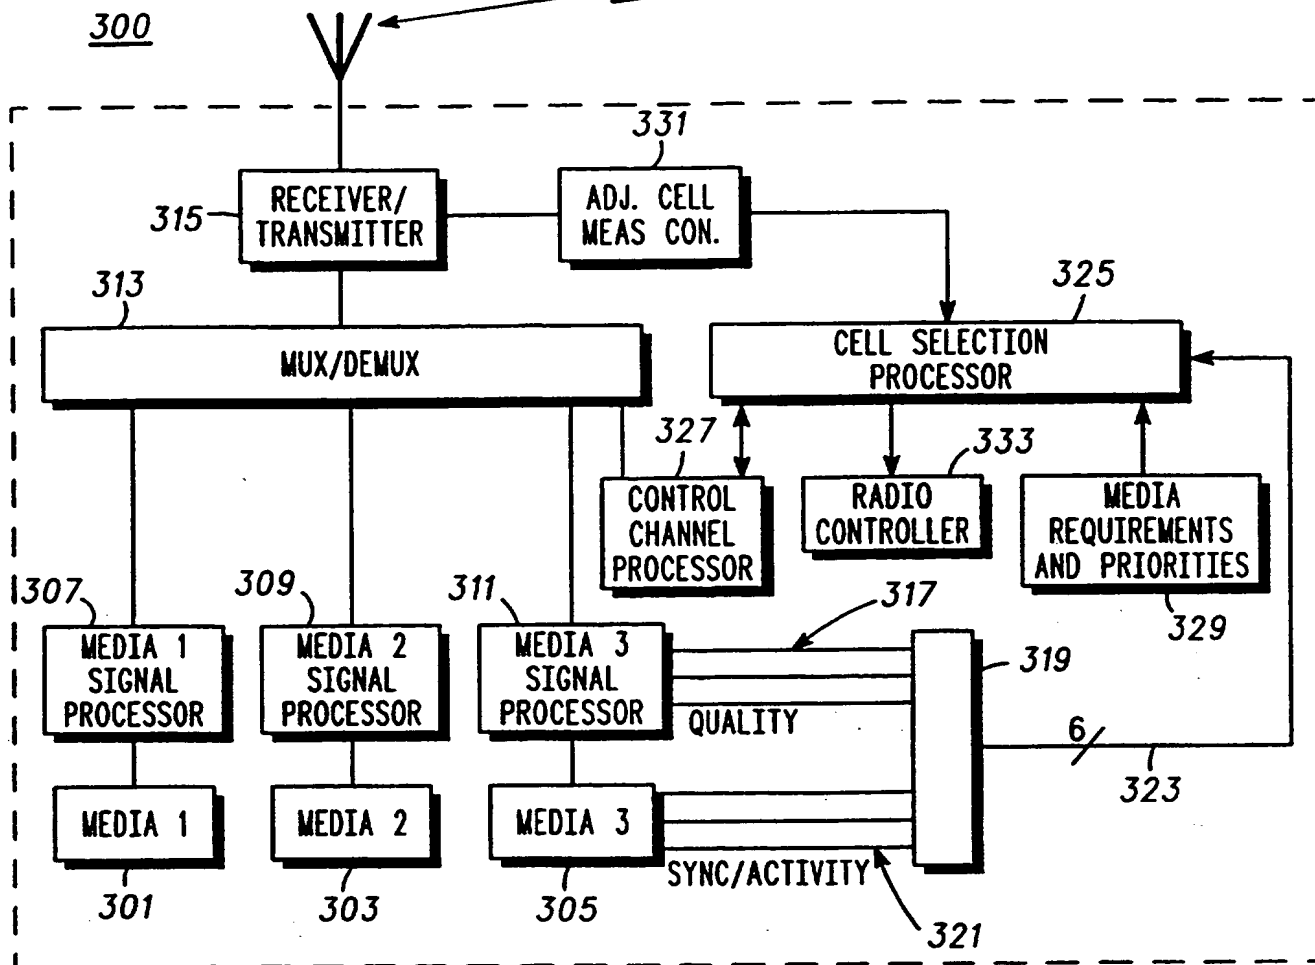 300
331
315
RECEIVER/
TRANSMITTER
ADJ. CELL
MEAS CON.
313
325
MUX/DEMUX
CELL SELECTION
PROCESSOR
327
333
CONTROL
CHANNEL
PROCESSOR
RADIO
CONTROLLER
MEDIA
REQUIREMENTS
AND PRIORITIES
329
307
309
311
317
MEDIA 1
SIGNAL
PROCESSOR
MEDIA 2
SIGNAL
PROCESSOR
MEDIA 3
SIGNAL
PROCESSOR
QUALITY
319
6
323
MEDIA 1
MEDIA 2
MEDIA 3
SYNC/ACTIVITY
301
303
305
321